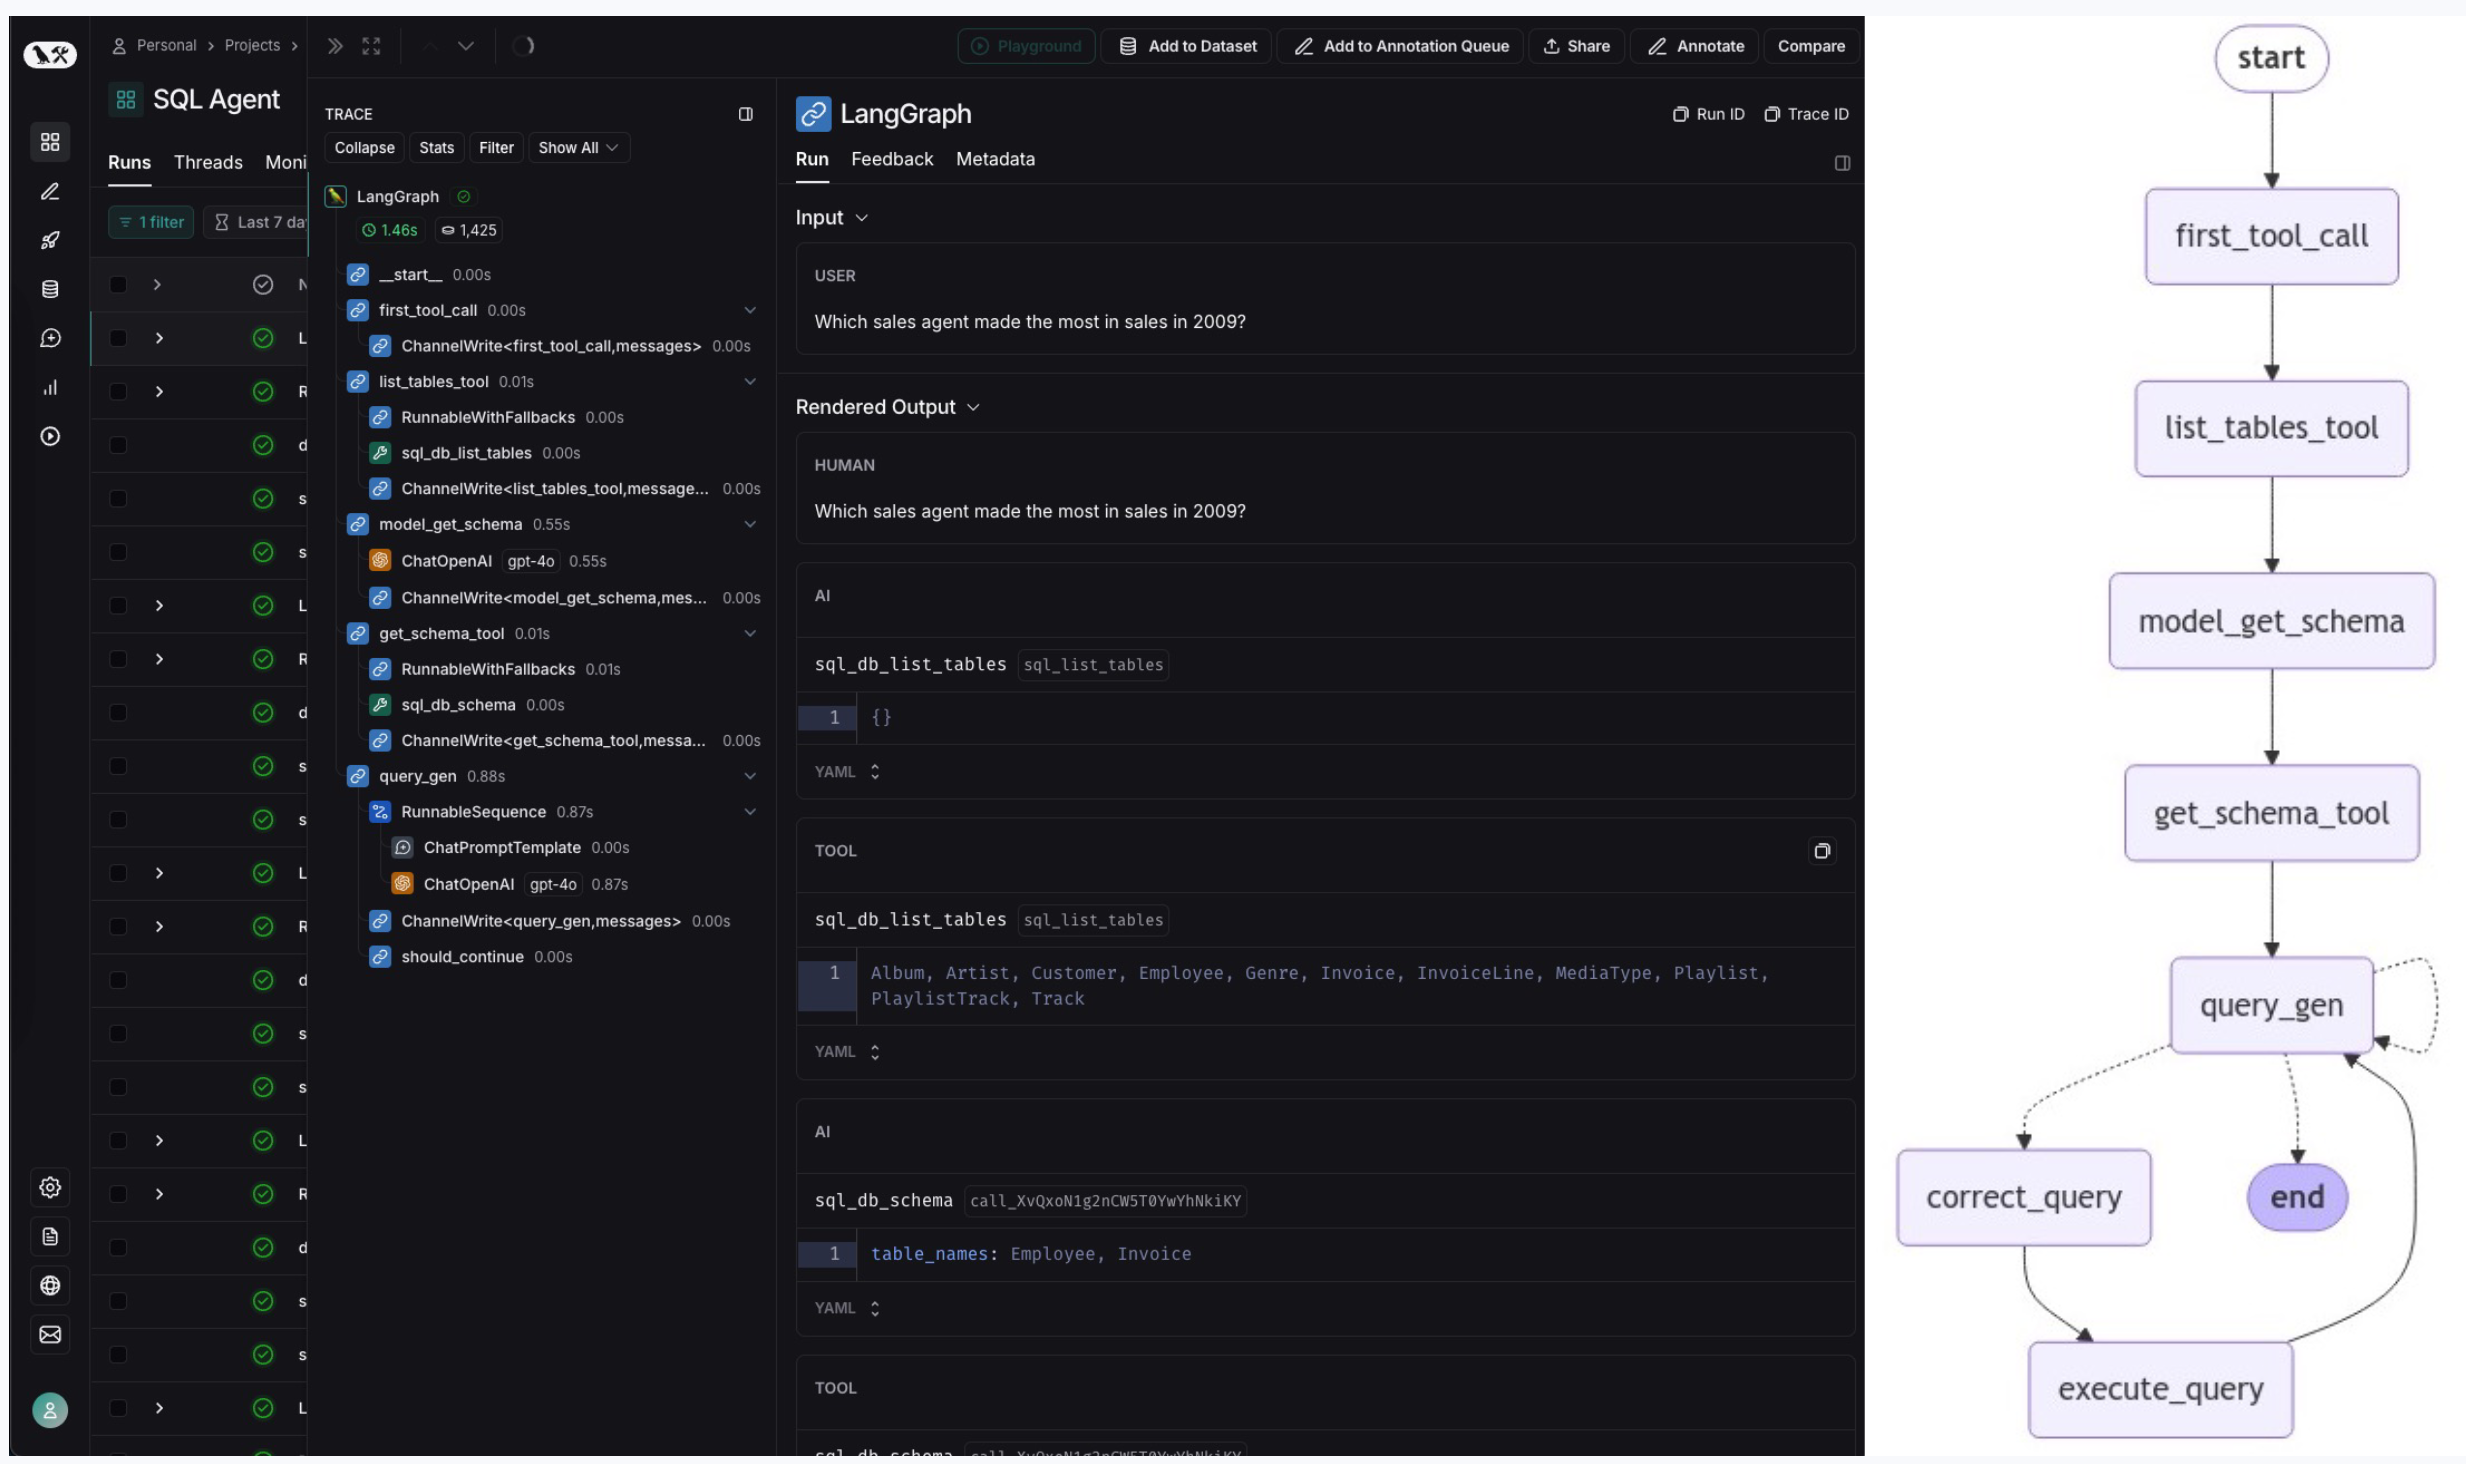 Personal > Projects >
SQL Agent
Runs Threads Moni
1 filter Last 7 da
N
L
R
d
s
s
L
R
d
s
s
L
R
d
s
s
L
R
d
s
s
L
Playground Add to Dataset Add to Annotation Queue Share Annotate Compare
TRACE
Collapse Stats Filter Show All
LangGraph
1.46s 1,425
__start__ 0.00s
first_tool_call 0.00s
ChannelWrite<first_tool_call,messages> 0.00s
list_tables_tool 0.01s
RunnableWithFallbacks 0.00s
sql_db_list_tables 0.00s
ChannelWrite<list_tables_tool,message... 0.00s
model_get_schema 0.55s
ChatOpenAI gpt-4o 0.55s
ChannelWrite<model_get_schema,mes... 0.00s
get_schema_tool 0.01s
RunnableWithFallbacks 0.01s
sql_db_schema 0.00s
ChannelWrite<get_schema_tool,messa... 0.00s
query_gen 0.88s
RunnableSequence 0.87s
ChatPromptTemplate 0.00s
ChatOpenAI gpt-4o 0.87s
ChannelWrite<query_gen,messages> 0.00s
should_continue 0.00s
LangGraph Run ID Trace ID
Run Feedback Metadata
Input
USER
Which sales agent made the most in sales in 2009?
Rendered Output
HUMAN
Which sales agent made the most in sales in 2009?
AI
sql_db_list_tables sql_list_tables
1 {}
YAML
TOOL
sql_db_list_tables sql_list_tables
1 Album, Artist, Customer, Employee, Genre, Invoice, InvoiceLine, MediaType, Playlist,
PlaylistTrack, Track
YAML
AI
sql_db_schema call_XvQxoN1g2nCW5T0YwYhNkiKY
1 table_names: Employee, Invoice
YAML
TOOL
sql_db_schema call_XvQxoN1g2nCW5T0YwYhNkiKY
start
first_tool_call
list_tables_tool
model_get_schema
get_schema_tool
query_gen
correct_query
end
execute_query